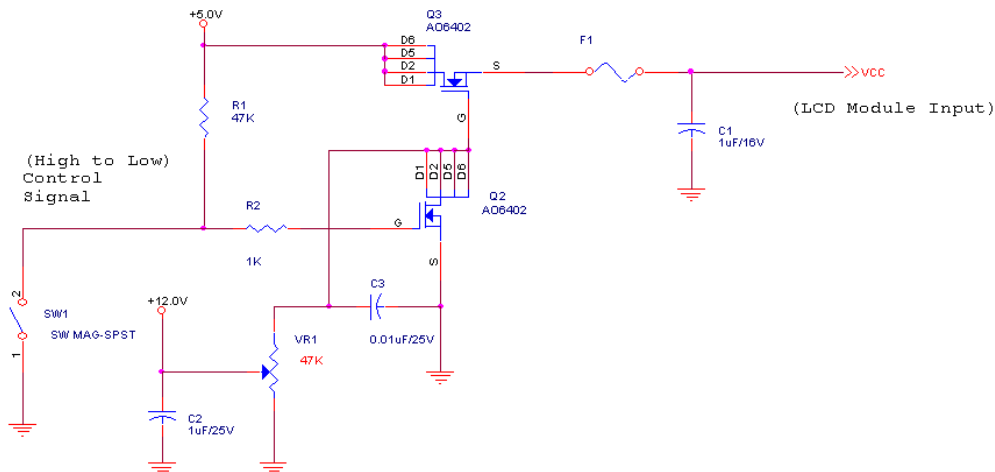 Q3
AO6402
+5.0V
D6
D5
D2
D1
S
G
F1
VCC
(LCD Module Input)
C1
1uF/16V
R1
47K
(High to Low)
Control
Signal
D1
D2
D5
D6
Q2
AO6402
R2
1K
G
S
2
1
SW1
SW MAG-SPST
+12.0V
C3
0.01uF/25V
VR1
47K
C2
1uF/25V